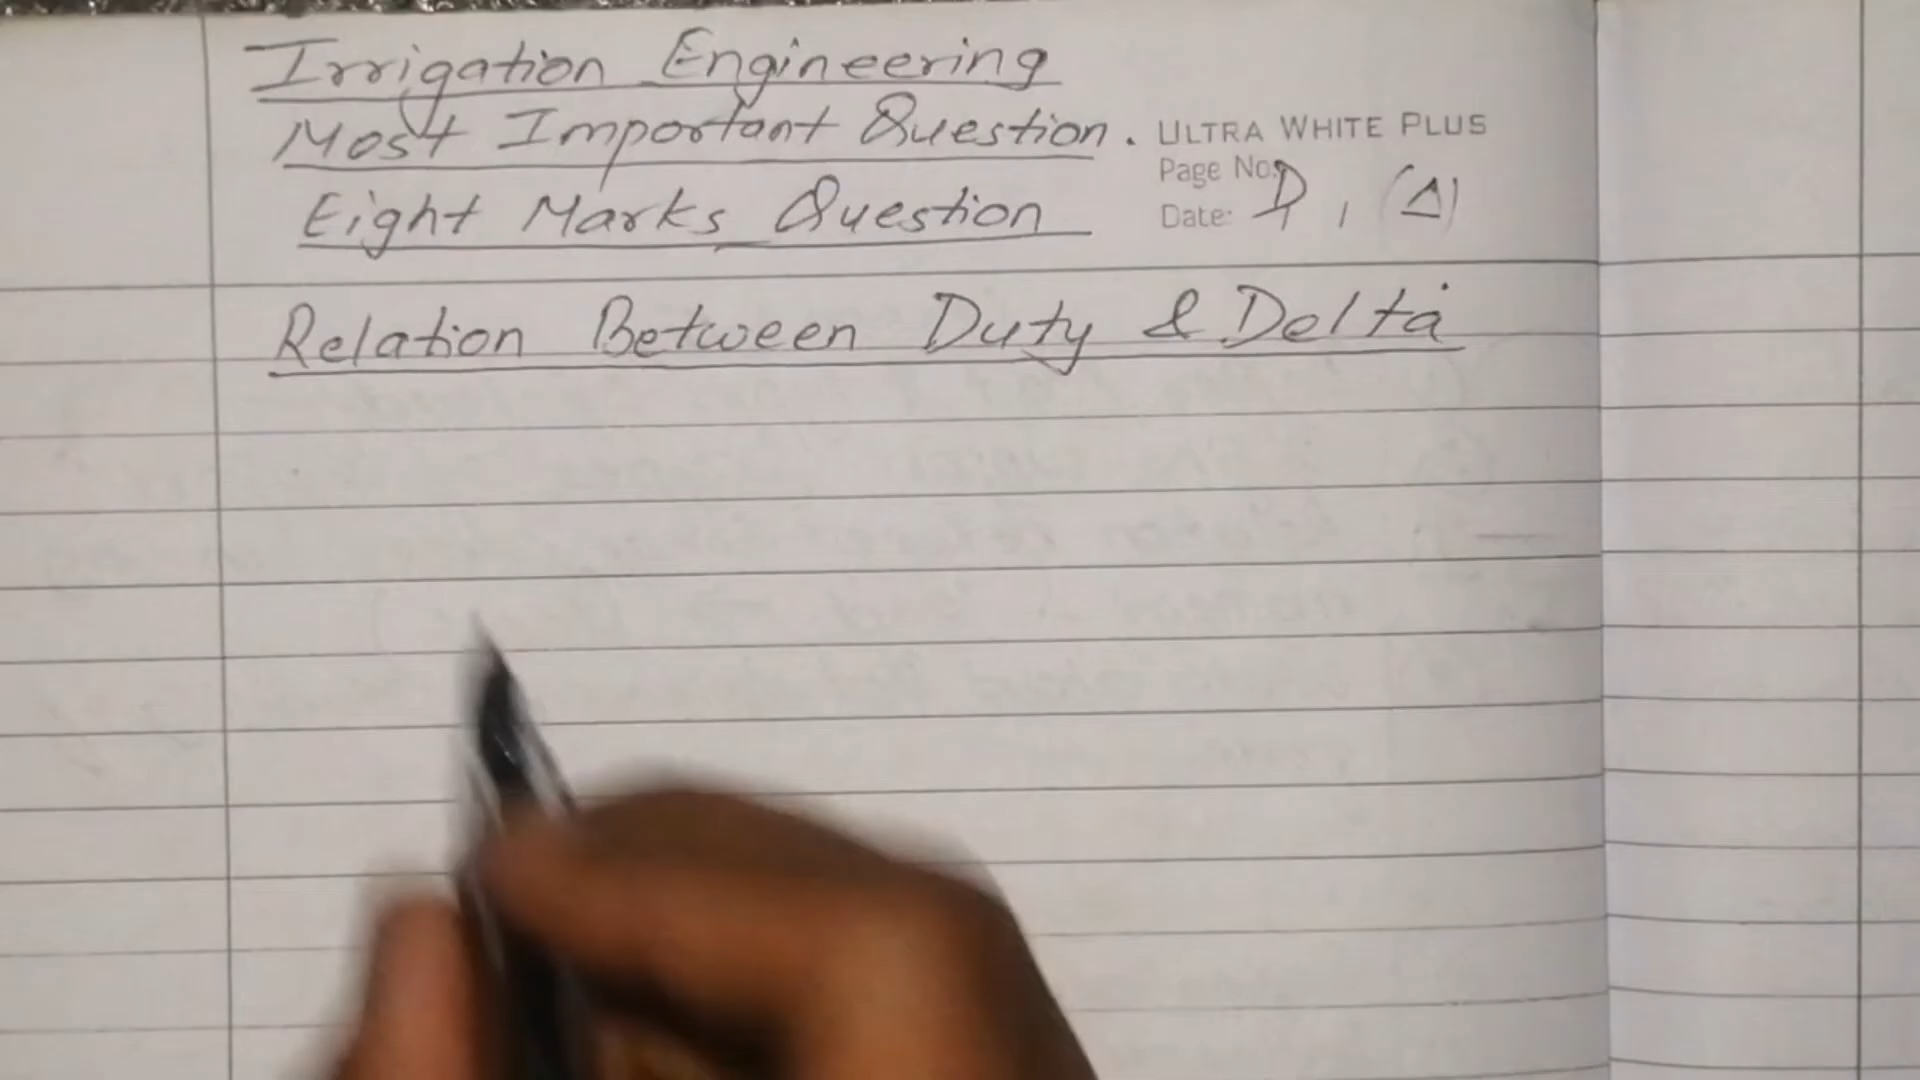 Irrigation Engineering
Most Important Question.
ULTRA WHITE PLUS
Page No:
Date: D, (Δ)
Eight Marks Question
Relation Between Duty & Delta